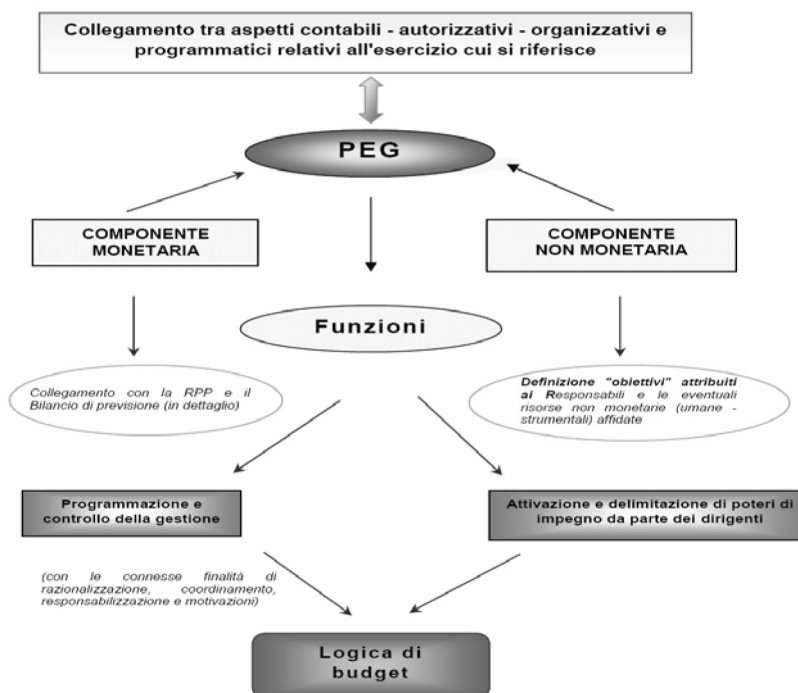 Collegamento tra aspetti contabili - autorizzativi - organizzativi e
programmatici relativi all'esercizio cui si riferisce
PEG
COMPONENTE
MONETARIA
COMPONENTE
NON MONETARIA
Funzioni
Collegamento con la RPP e il
Bilancio di previsione (in dettaglio)
Definizione "obiettivi" attribuiti
ai Responsabili e le eventuali
risorse non monetarie (umane -
strumentali) affidate
Programmazione e
controllo della gestione
Attivazione e delimitazione di poteri di
impegno da parte dei dirigenti
(con le connesse finalità di
razionalizzazione, coordinamento,
responsabilizzazione e motivazioni)
Logica di
budget